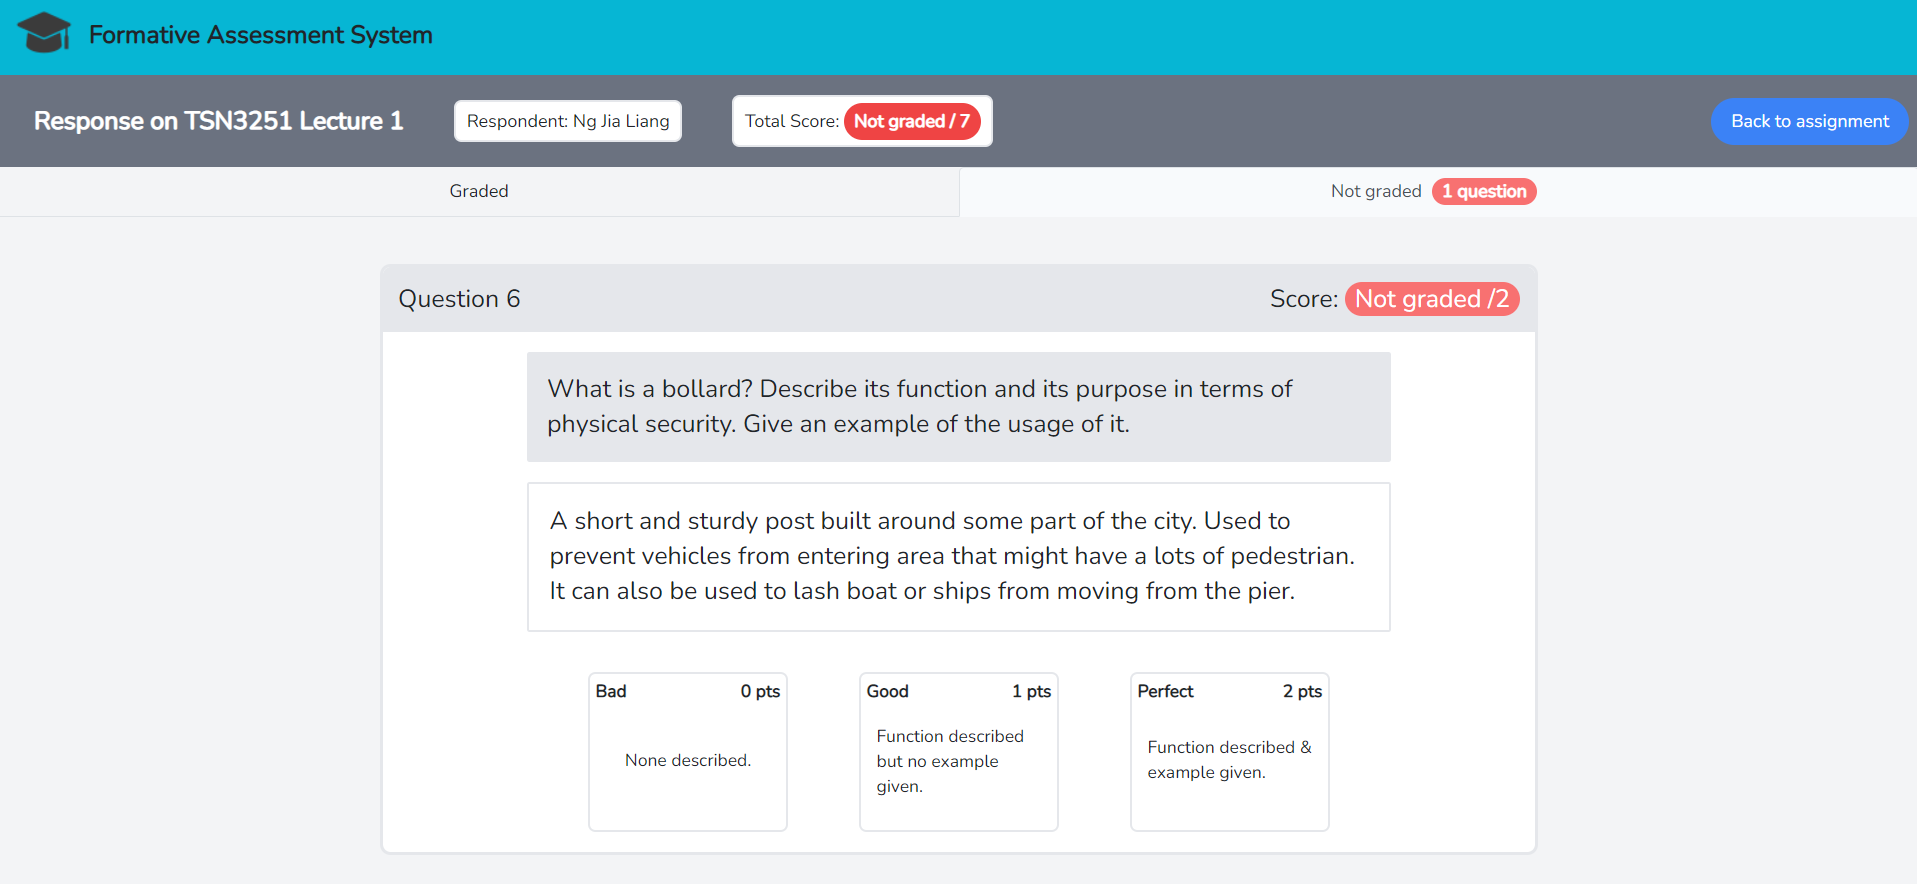 Formative Assessment System
Response on TSN3251 Lecture 1
Respondent: Ng Jia Liang
Total Score: Not graded / 7
Back to assignment
Graded
Not graded 1 question
Question 6
Score: Not graded /2
What is a bollard? Describe its function and its purpose in terms of
physical security. Give an example of the usage of it.
A short and sturdy post built around some part of the city. Used to
prevent vehicles from entering area that might have a lots of pedestrian.
It can also be used to lash boat or ships from moving from the pier.
Bad 0 pts
None described.
Good 1 pts
Function described
but no example
given.
Perfect 2 pts
Function described &
example given.